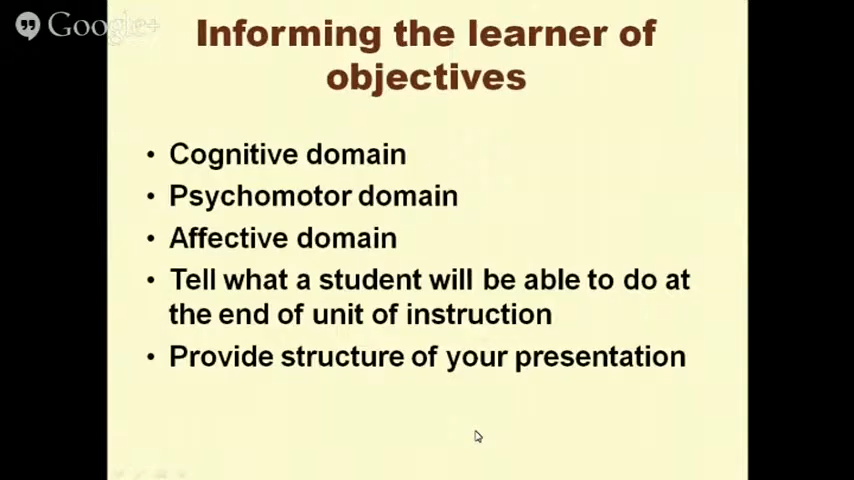 Google+
Informing the learner of
objectives
• Cognitive domain
• Psychomotor domain
• Affective domain
• Tell what a student will be able to do at
the end of unit of instruction
• Provide structure of your presentation